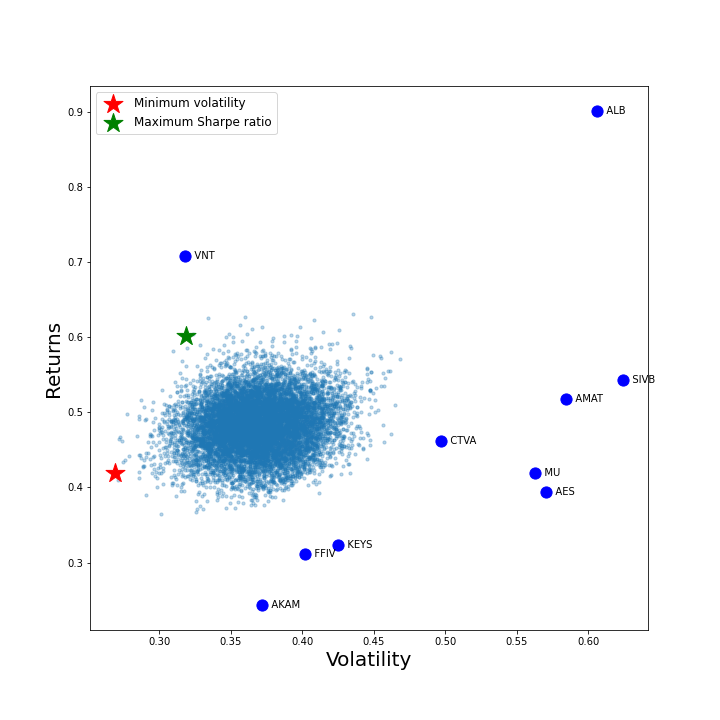 Minimum volatility
Maximum Sharpe ratio
ALB
0.9
0.8
VNT
0.7
0.6
Returns
SIVB
AMAT
0.5
CTVA
MU
AES
0.4
KEYS
FFIV
0.3
AKAM
0.30 0.35 0.40 0.45 0.50 0.55 0.60
Volatility